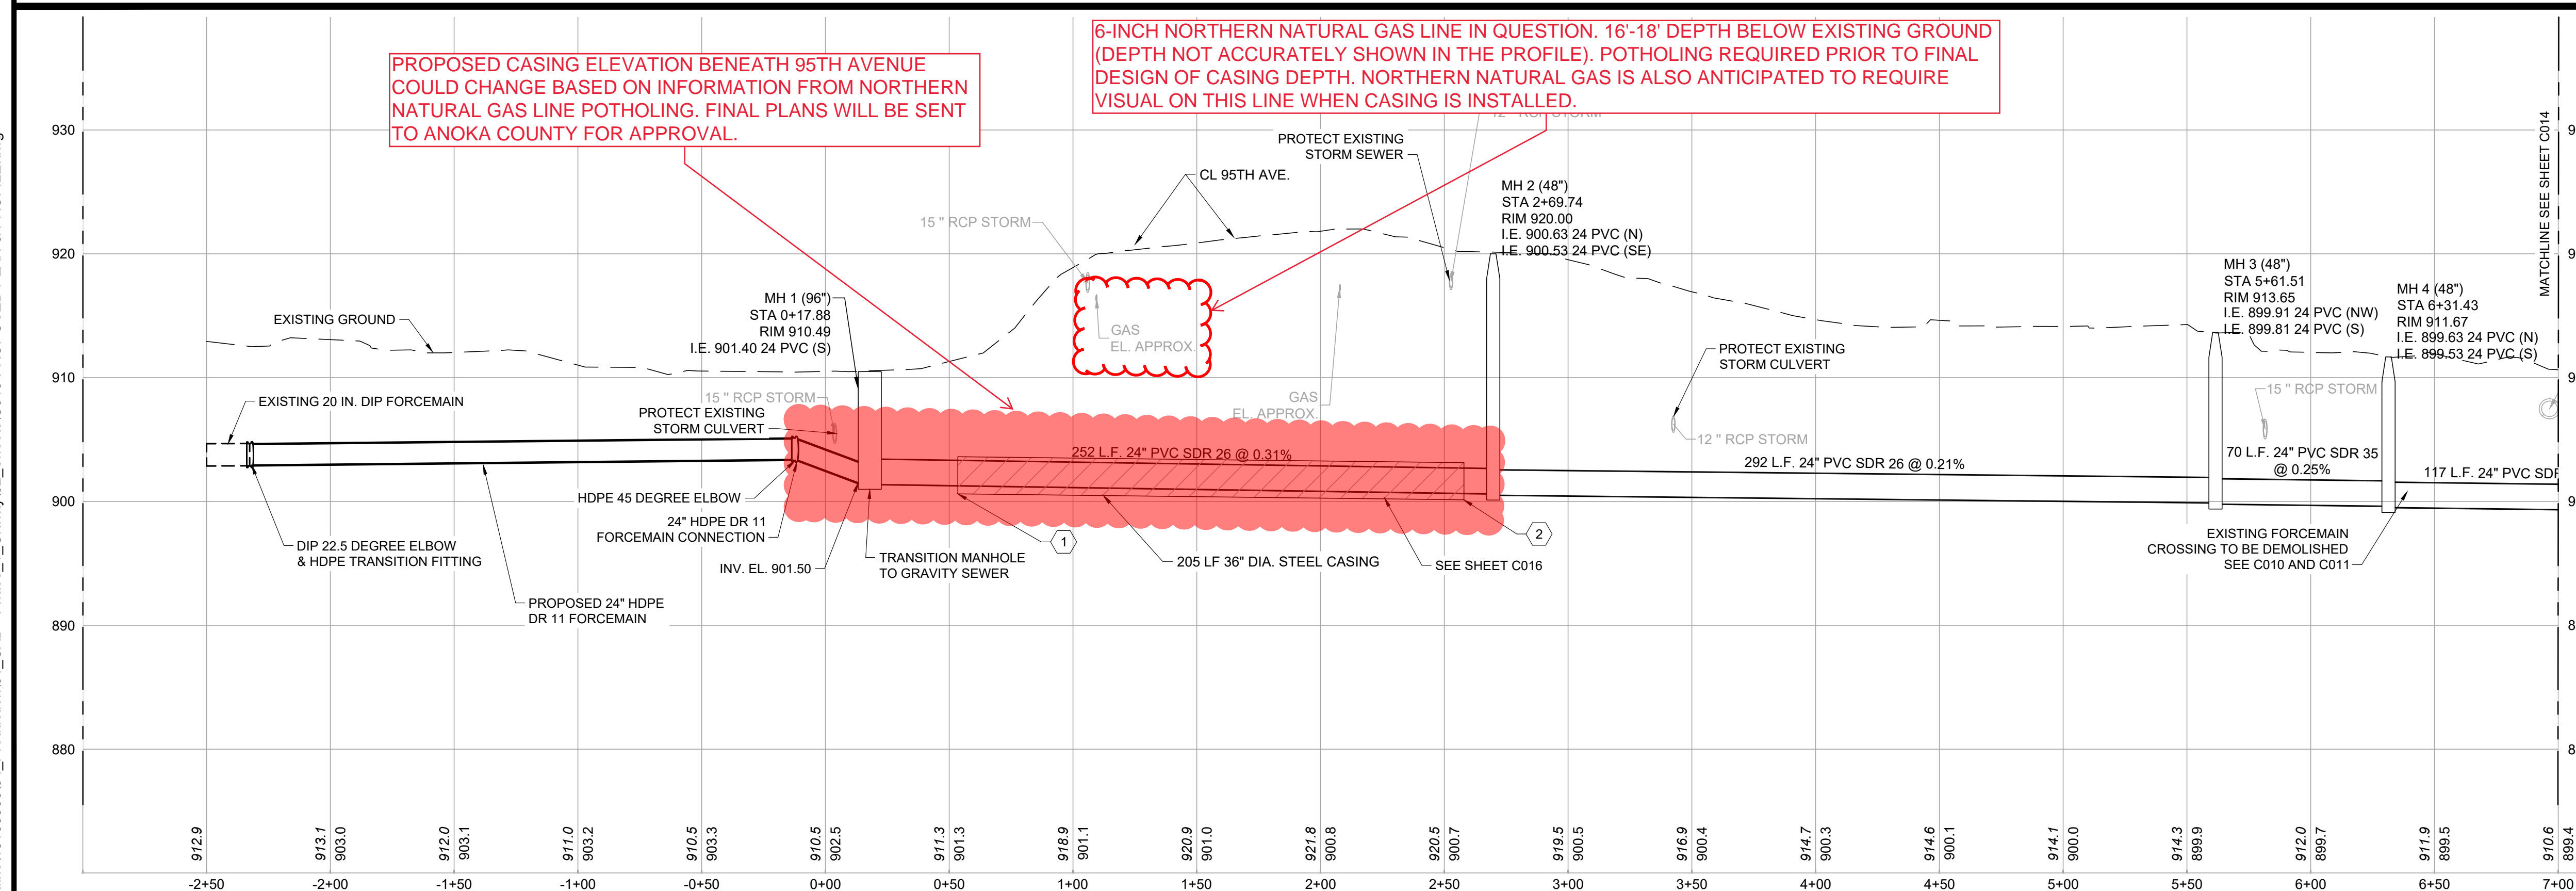 PROPOSED CASING ELEVATION BENEATH 95TH AVENUE
COULD CHANGE BASED ON INFORMATION FROM NORTHERN
NATURAL GAS LINE POTHOLING. FINAL PLANS WILL BE SENT
TO ANOKA COUNTY FOR APPROVAL.
6-INCH NORTHERN NATURAL GAS LINE IN QUESTION. 16'-18' DEPTH BELOW EXISTING GROUND
(DEPTH NOT ACCURATELY SHOWN IN THE PROFILE). POTHOLING REQUIRED PRIOR TO FINAL
DESIGN OF CASING DEPTH. NORTHERN NATURAL GAS IS ALSO ANTICIPATED TO REQUIRE
VISUAL ON THIS LINE WHEN CASING IS INSTALLED.
12 " RCP STORM
930
920
910
900
890
880
PROTECT EXISTING
STORM SEWER
CL 95TH AVE.
15 " RCP STORM
MH 2 (48")
STA 2+69.74
RIM 920.00
I.E. 900.63 24 PVC (N)
I.E. 900.53 24 PVC (SE)
MATCHLINE SEE SHEET C014
MH 3 (48")
STA 5+61.51
RIM 913.65
I.E. 899.91 24 PVC (NW)
I.E. 899.81 24 PVC (S)
MH 4 (48")
STA 6+31.43
RIM 911.67
I.E. 899.63 24 PVC (N)
I.E. 899.53 24 PVC (S)
MH 1 (96")
STA 0+17.88
RIM 910.49
I.E. 901.40 24 PVC (S)
EXISTING GROUND
GAS
EL. APPROX.
PROTECT EXISTING
STORM CULVERT
EXISTING 20 IN. DIP FORCEMAIN
15 " RCP STORM
PROTECT EXISTING
STORM CULVERT
GAS
EL. APPROX.
15 " RCP STORM
12 " RCP STORM
252 L.F. 24" PVC SDR 26 @ 0.31%
292 L.F. 24" PVC SDR 26 @ 0.21%
70 L.F. 24" PVC SDR 35
@ 0.25%
117 L.F. 24" PVC SDR
HDPE 45 DEGREE ELBOW
24" HDPE DR 11
FORCEMAIN CONNECTION
DIP 22.5 DEGREE ELBOW
& HDPE TRANSITION FITTING
INV. EL. 901.50
TRANSITION MANHOLE
TO GRAVITY SEWER
1
205 LF 36" DIA. STEEL CASING
SEE SHEET C016
2
EXISTING FORCEMAIN
CROSSING TO BE DEMOLISHED
SEE C010 AND C011
PROPOSED 24" HDPE
DR 11 FORCEMAIN
912.9
913.1 903.0
912.0 903.1
911.0 903.2
910.5 903.3
910.5 902.5
911.3 901.3
918.9 901.1
920.9 901.0
921.8 900.8
920.5 900.7
919.5 900.5
916.9 900.4
914.7 900.3
914.6 900.1
914.1 900.0
914.3 899.9
912.0 899.7
911.9 899.5
910.6 899.4
-2+50 -2+00 -1+50 -1+00 -0+50 0+00 0+50 1+00 1+50 2+00 2+50 3+00 3+50 4+00 4+50 5+00 5+50 6+00 6+50 7+00